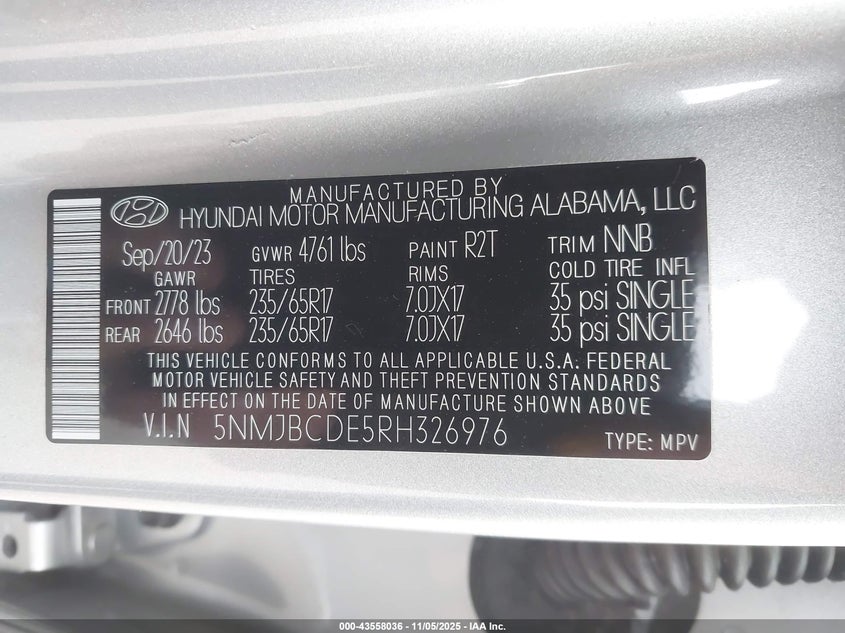 MANUFACTURED BY
HYUNDAI MOTOR MANUFACTURING ALABAMA, LLC
Sep/20/23 GVWR 4761 lbs PAINT R2T TRIM NNB
GAWR TIRES RIMS COLD TIRE INFL
FRONT 2778 lbs 235/65R17 7.0JX17 35 psi SINGLE
REAR 2646 lbs 235/65R17 7.0JX17 35 psi SINGLE
THIS VEHICLE CONFORMS TO ALL APPLICABLE U.S.A. FEDERAL
MOTOR VEHICLE SAFETY AND THEFT PREVENTION STANDARDS
IN EFFECT ON THE DATE OF MANUFACTURE SHOWN ABOVE
V.I.N 5NMJBCDE5RH326976 TYPE: MPV
000-43558036 - 11/05/2025 - IAA Inc.